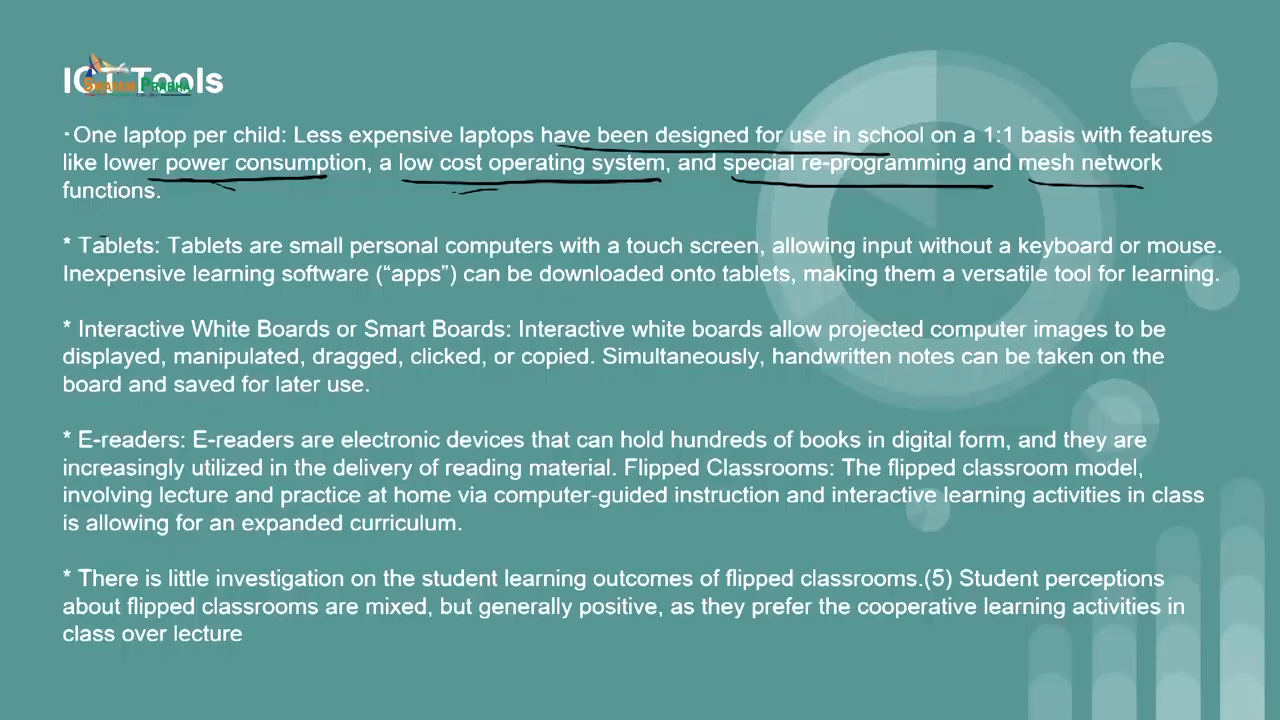 ICT Tools
SWAYAM PRABHA
* One laptop per child: Less expensive laptops have been designed for use in school on a 1:1 basis with features
like lower power consumption, a low cost operating system, and special re-programming and mesh network
functions.
* Tablets: Tablets are small personal computers with a touch screen, allowing input without a keyboard or mouse.
Inexpensive learning software (“apps”) can be downloaded onto tablets, making them a versatile tool for learning.
* Interactive White Boards or Smart Boards: Interactive white boards allow projected computer images to be
displayed, manipulated, dragged, clicked, or copied. Simultaneously, handwritten notes can be taken on the
board and saved for later use.
* E-readers: E-readers are electronic devices that can hold hundreds of books in digital form, and they are
increasingly utilized in the delivery of reading material. Flipped Classrooms: The flipped classroom model,
involving lecture and practice at home via computer-guided instruction and interactive learning activities in class
is allowing for an expanded curriculum.
* There is little investigation on the student learning outcomes of flipped classrooms.(5) Student perceptions
about flipped classrooms are mixed, but generally positive, as they prefer the cooperative learning activities in
class over lecture